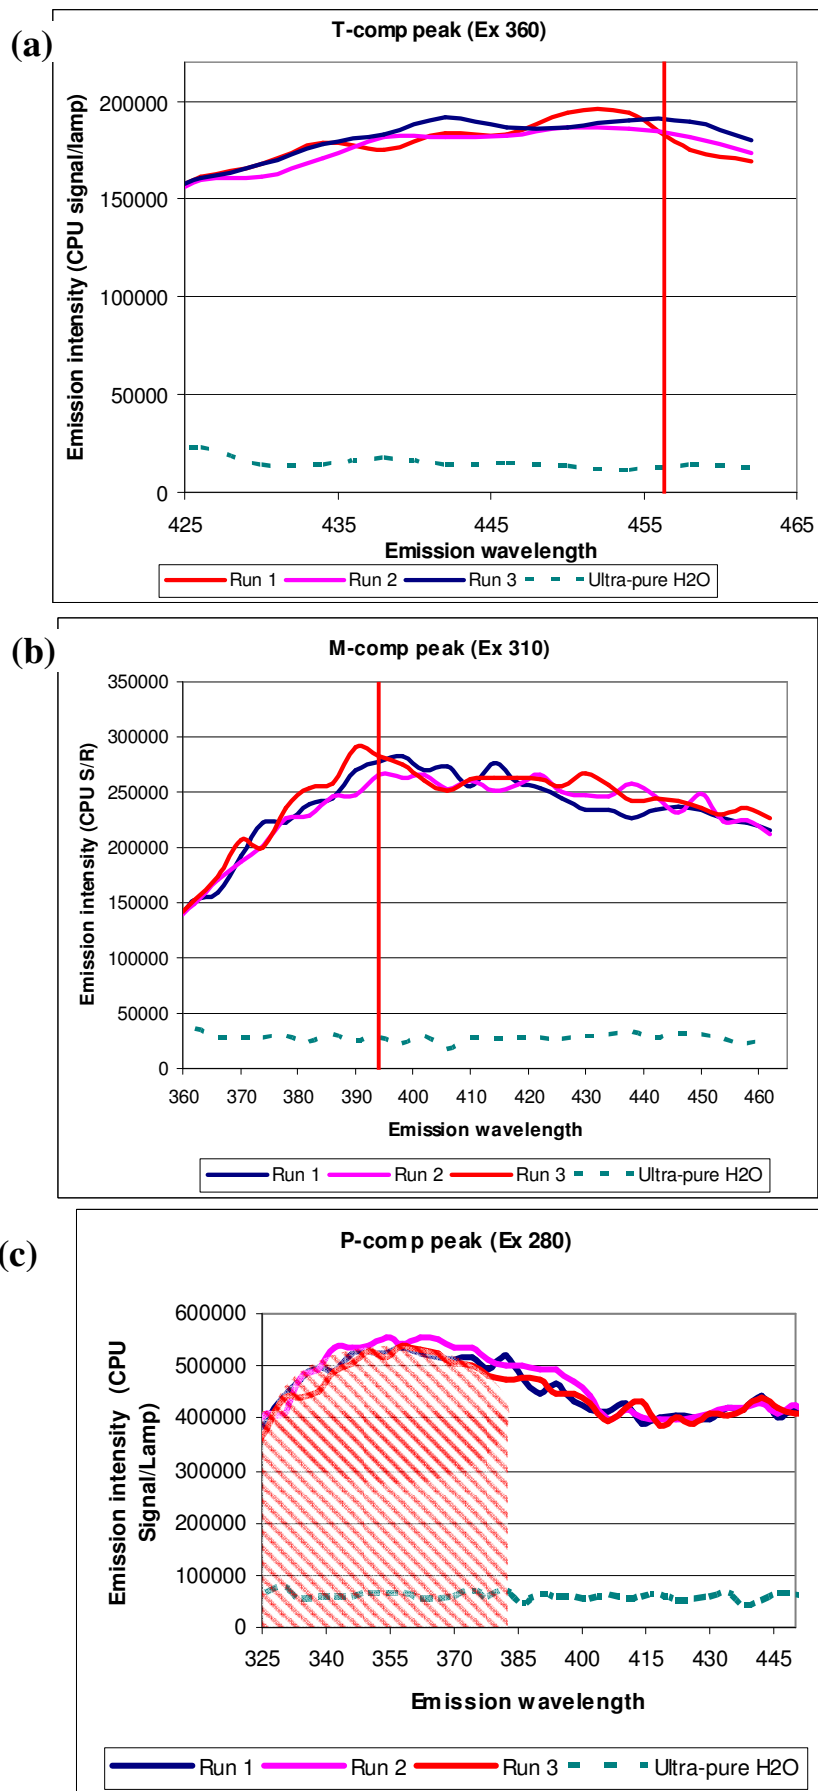 (a)
T-comp peak (Ex 360)
Emission intensity (CPU signal/lamp)
200000
150000
100000
50000
0
425 435 445 455 465
Emission wavelength
Run 1 Run 2 Run 3 Ultra-pure H2O
(b)
M-comp peak (Ex 310)
Emission intensity (CPU S/R)
350000
300000
250000
200000
150000
100000
50000
0
360 370 380 390 400 410 420 430 440 450 460
Emission wavelength
Run 1 Run 2 Run 3 Ultra-pure H2O
(c)
P-comp peak (Ex 280)
Emission intensity (CPU
Signal/Lamp)
600000
500000
400000
300000
200000
100000
0
325 340 355 370 385 400 415 430 445
Emission wavelength
Run 1 Run 2 Run 3 Ultra-pure H2O